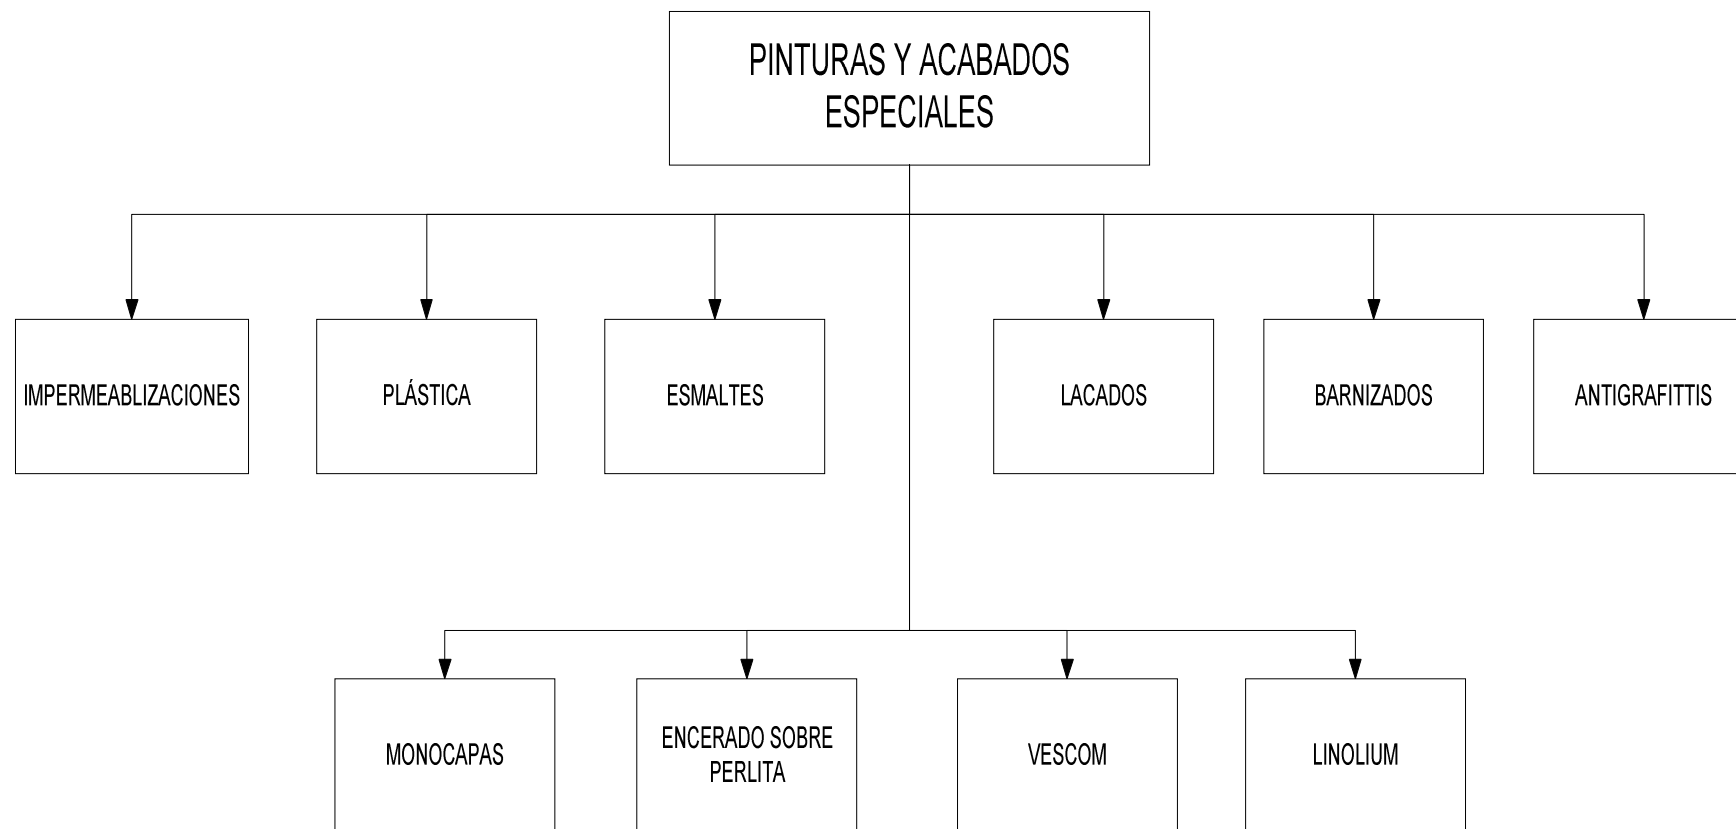 PINTURAS Y ACABADOS
ESPECIALES
IMPERMEABLIZACIONES
PLÁSTICA
ESMALTES
LACADOS
BARNIZADOS
ANTIGRAFITTIS
MONOCAPAS
ENCERADO SOBRE
PERLITA
VESCOM
LINOLIUM